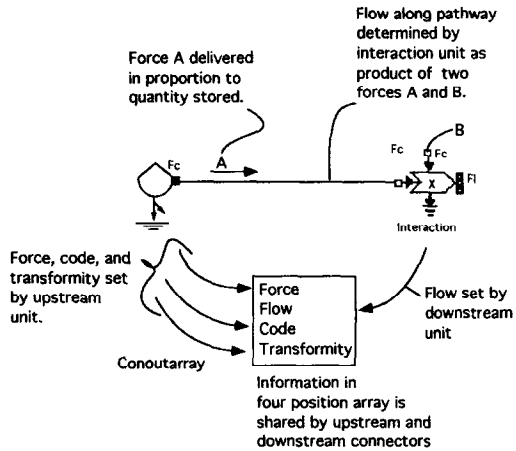 Flow along pathway
determined by
interaction unit as
product of two
forces A and B.
Force A delivered
in proportion to
quantity stored.
B
Fc
Fc
Fc
A
Fl
X
Interaction
Force, code, and
transformity set
by upstream
unit.
Force
Flow
Code
Transformity
Flow set by
downstream
unit
Conoutarray
Information in
four position array is
shared by upstream and
downstream connectors